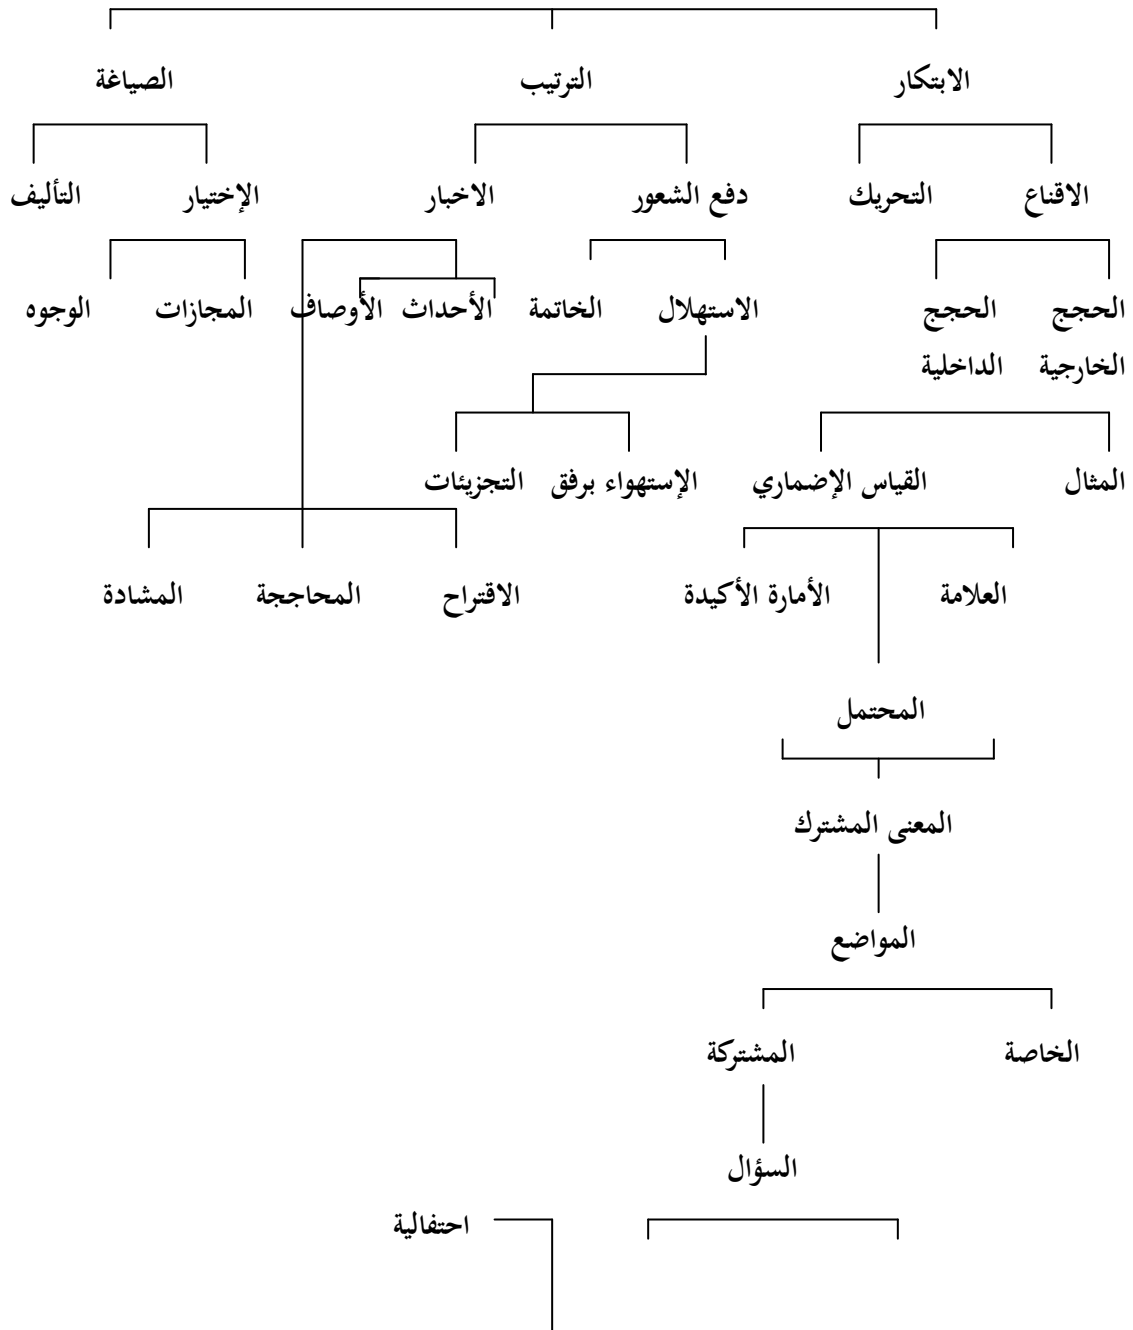 الابتكار الترتيب الصياغة
الاقناع التحريك دفع الشعور الاخبار الإختيار التأليف
الحجج الحجج الاستهلال الخاتمة الأحداث الأوصاف المجازات الوجوه
الخارجية الداخلية
المثال القياس الإضماري الإستهواء برفق التجزيئات
العلامة الأمارة الأكيدة الاقتراح المحاججة المشادة
المحتمل
المعنى المشترك
المواضع
الخاصة المشتركة
السؤال
احتفالية